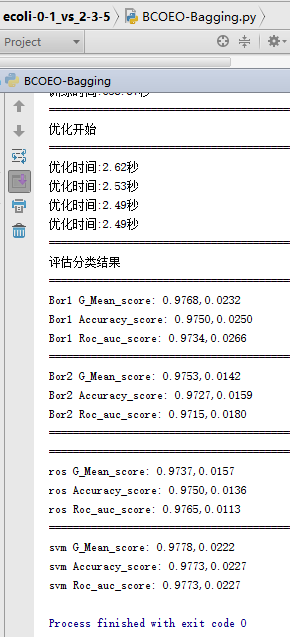 ecoli-0-1_vs_2-3-5 BCOEO-Bagging.py
Project
BCOEO-Bagging
优化开始
优化时间:2.62秒
优化时间:2.53秒
优化时间:2.49秒
优化时间:2.49秒
评估分类结果
Bor1 G_Mean_score: 0.9768,0.0232
Bor1 Accuracy_score: 0.9750,0.0250
Bor1 Roc_auc_score: 0.9734,0.0266
Bor2 G_Mean_score: 0.9753,0.0142
Bor2 Accuracy_score: 0.9727,0.0159
Bor2 Roc_auc_score: 0.9715,0.0180
ros G_Mean_score: 0.9737,0.0157
ros Accuracy_score: 0.9750,0.0136
ros Roc_auc_score: 0.9765,0.0113
svm G_Mean_score: 0.9778,0.0222
svm Accuracy_score: 0.9773,0.0227
svm Roc_auc_score: 0.9773,0.0227
Process finished with exit code 0